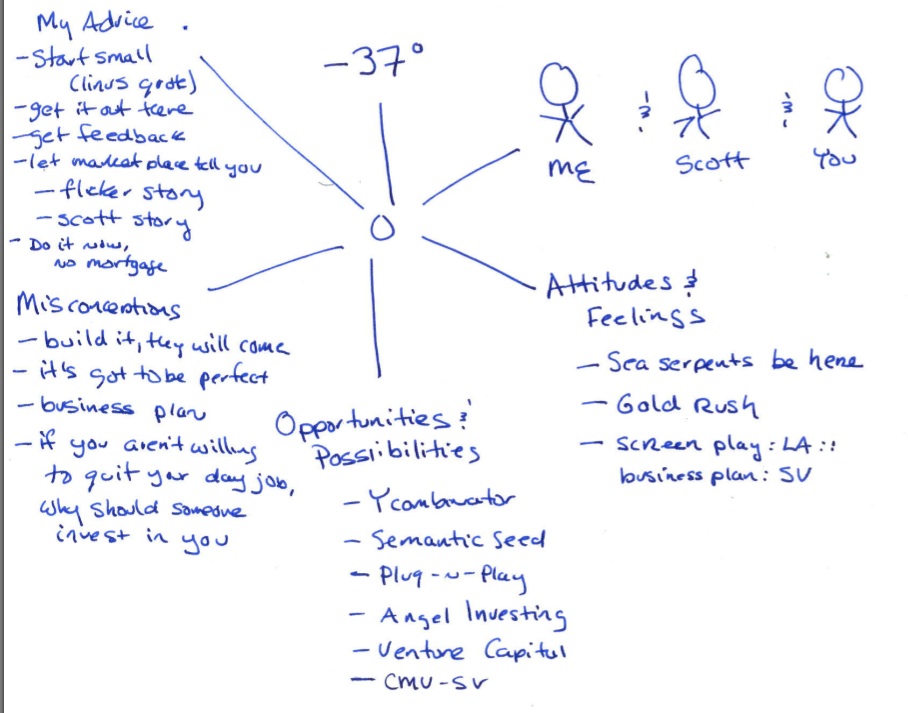 My Advice .
- Start small
(linus quote)
- get it out there
- get feedback
- let market place tell you
- flicker story
- scott story
- Do it now,
no mortgage
-37°
ME & Scott & You
Attitudes &
Feelings
- Sea serpents be here
- Gold Rush
- screen play : LA ::
business plan : SV
Misconceptions
- build it, they will come
- it's got to be perfect
- business plan
- if you aren't willing
to quit your day job,
why should someone
invest in you
Opportunities &
Possibilities
- Ycombinator
- Semantic Seed
- Plug-n-Play
- Angel Investing
- Venture Capital
- CMU-SV